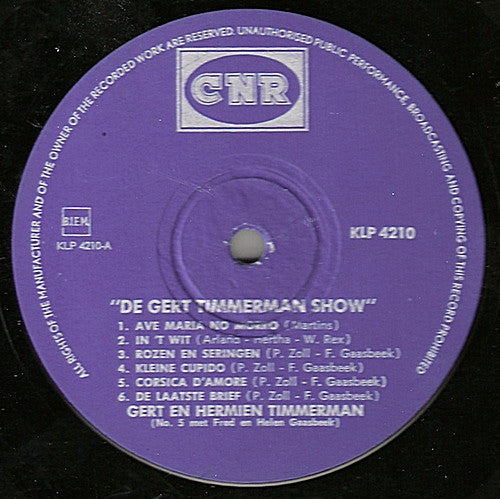 ALL RIGHTS OF THE MANUFACTURER AND OF THE OWNER OF THE RECORDED WORK ARE RESERVED. UNAUTHORISED PUBLIC PERFORMANCE, BROADCASTING AND COPYING OF THIS RECORD PROHIBITED
CNR
BIEM
KLP 4210-A
KLP 4210
"DE GERT TIMMERMAN SHOW"
1. AVE MARIA NO MORRO (Martins)
2. IN 'T WIT (Arland - Hertha - W. Rex)
3. ROZEN EN SERINGEN (P. Zoll - F. Gaasbeek)
4. KLEINE CUPIDO (P. Zoll - F. Gaasbeek)
5. CORSICA D'AMORE (P. Zoll - F. Gaasbeek)
6. DE LAATSTE BRIEF (P. Zoll - F. Gaasbeek)
GERT EN HERMIEN TIMMERMAN
(No. 5 met Fred en Helen Gaasbeek)